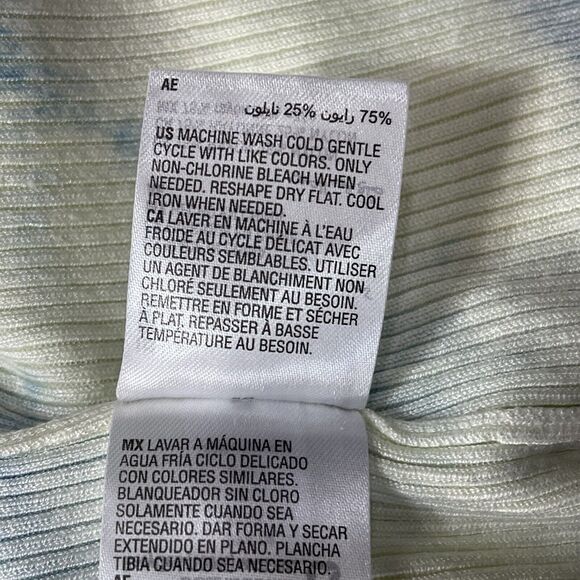 AE
75% رايون 25% نايلون
US MACHINE WASH COLD GENTLE
CYCLE WITH LIKE COLORS. ONLY
NON-CHLORINE BLEACH WHEN
NEEDED. RESHAPE DRY FLAT. COOL
IRON WHEN NEEDED.
CA LAVER EN MACHINE À L'EAU
FROIDE AU CYCLE DÉLICAT AVEC
COULEURS SEMBLABLES. UTILISER
UN AGENT DE BLANCHIMENT NON
CHLORÉ SEULEMENT AU BESOIN.
REMETTRE EN FORME ET SÉCHER
À PLAT. REPASSER À BASSE
TEMPÉRATURE AU BESOIN.
MX LAVAR A MÁQUINA EN
AGUA FRÍA CICLO DELICADO
CON COLORES SIMILARES.
BLANQUEADOR SIN CLORO
SOLAMENTE CUANDO SEA
NECESARIO. DAR FORMA Y SECAR
EXTENDIDO EN PLANO. PLANCHA
TIBIA CUANDO SEA NECESARIO.
AE